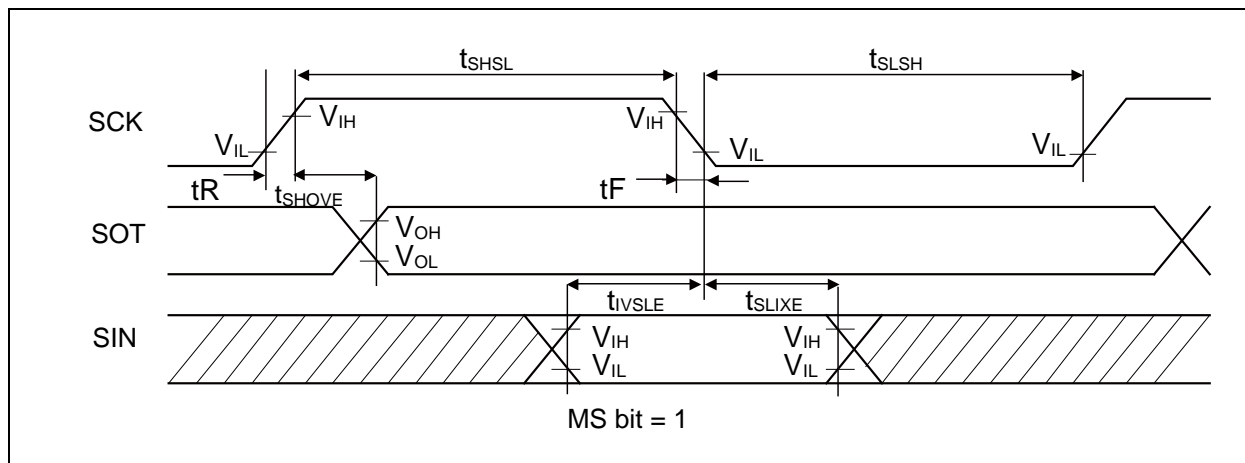 tSHSL
tSLSH
SCK
VIH
VIH
VIL
VIL
VIL
tR
tSHOVE
tF
SOT
VOH
VOL
tIVSLE
tSLIXE
SIN
VIH
VIH
VIL
VIL
MS bit = 1